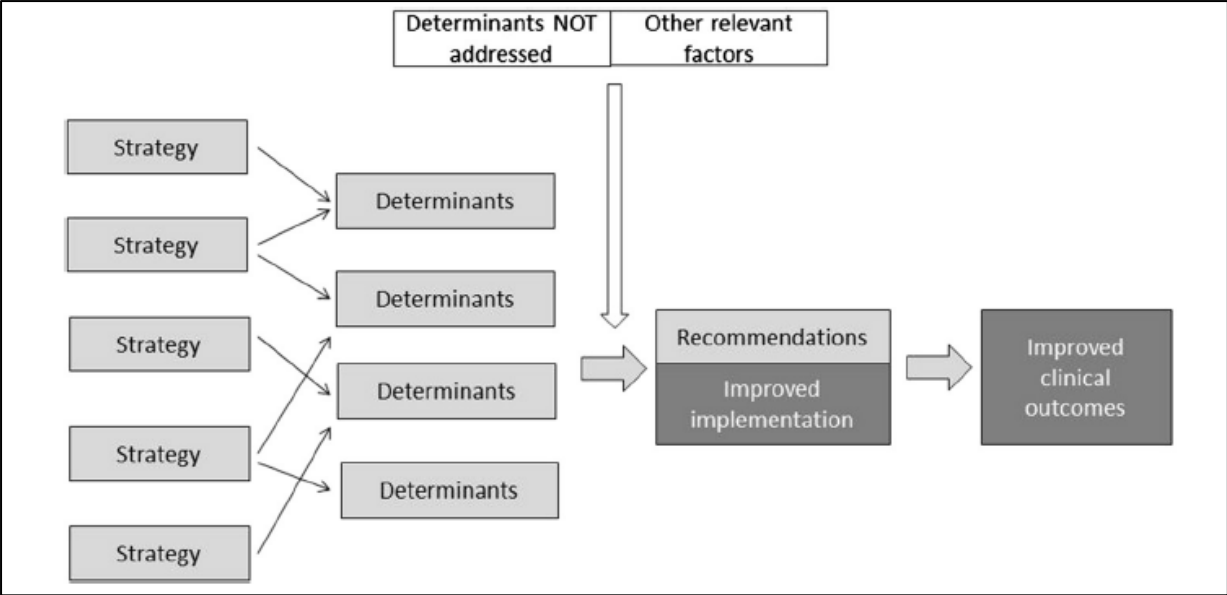 Determinants NOT
addressed
Other relevant
factors
Strategy
Strategy
Strategy
Strategy
Strategy
Determinants
Determinants
Determinants
Determinants
Recommendations
Improved
implementation
Improved
clinical
outcomes